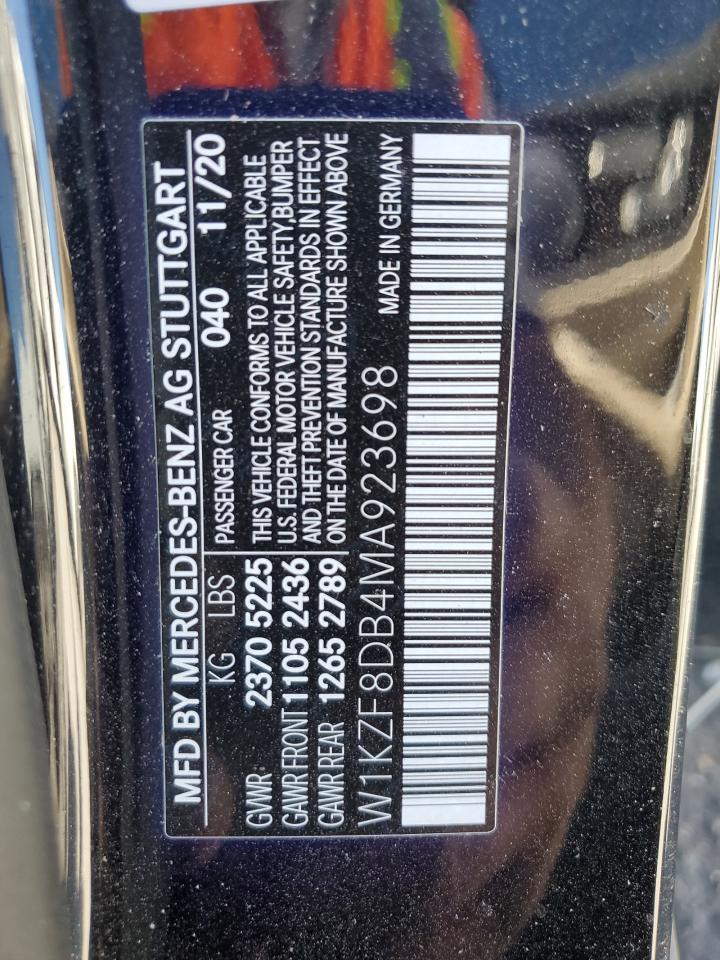 MFD BY MERCEDES-BENZ AG STUTTGART
KG LBS PASSENGER CAR 040 11/20
GVWR: 2370 5225 THIS VEHICLE CONFORMS TO ALL APPLICABLE
GAWR FRONT 1105 2436 U.S. FEDERAL MOTOR VEHICLE SAFETY, BUMPER
GAWR REAR 1265 2789 AND THEFT PREVENTION STANDARDS IN EFFECT
ON THE DATE OF MANUFACTURE SHOWN ABOVE
W1KZF8DB4MA923698 MADE IN GERMANY